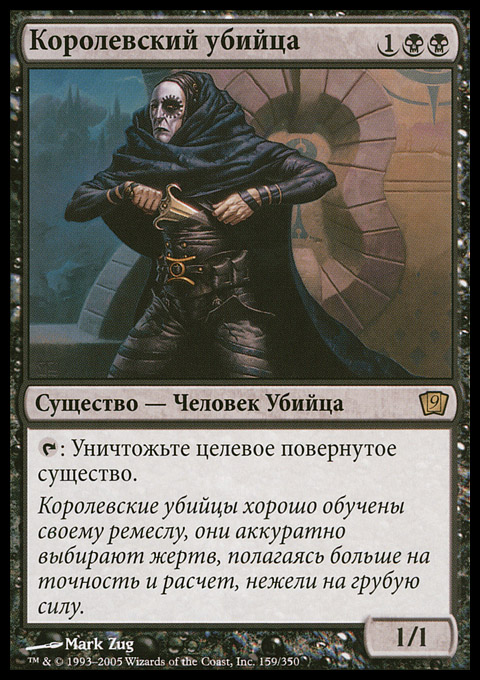 Королевский убийца 1
Существо — Человек Убийца 9
: Уничтожьте целевое повернутое
существо.
Королевские убийцы хорошо обучены
своему ремеслу, они аккуратно
выбирают жертв, полагаясь больше на
точность и расчет, нежели на грубую
силу.
1/1
Mark Zug
™ & © 1993–2005 Wizards of the Coast, Inc. 159/350